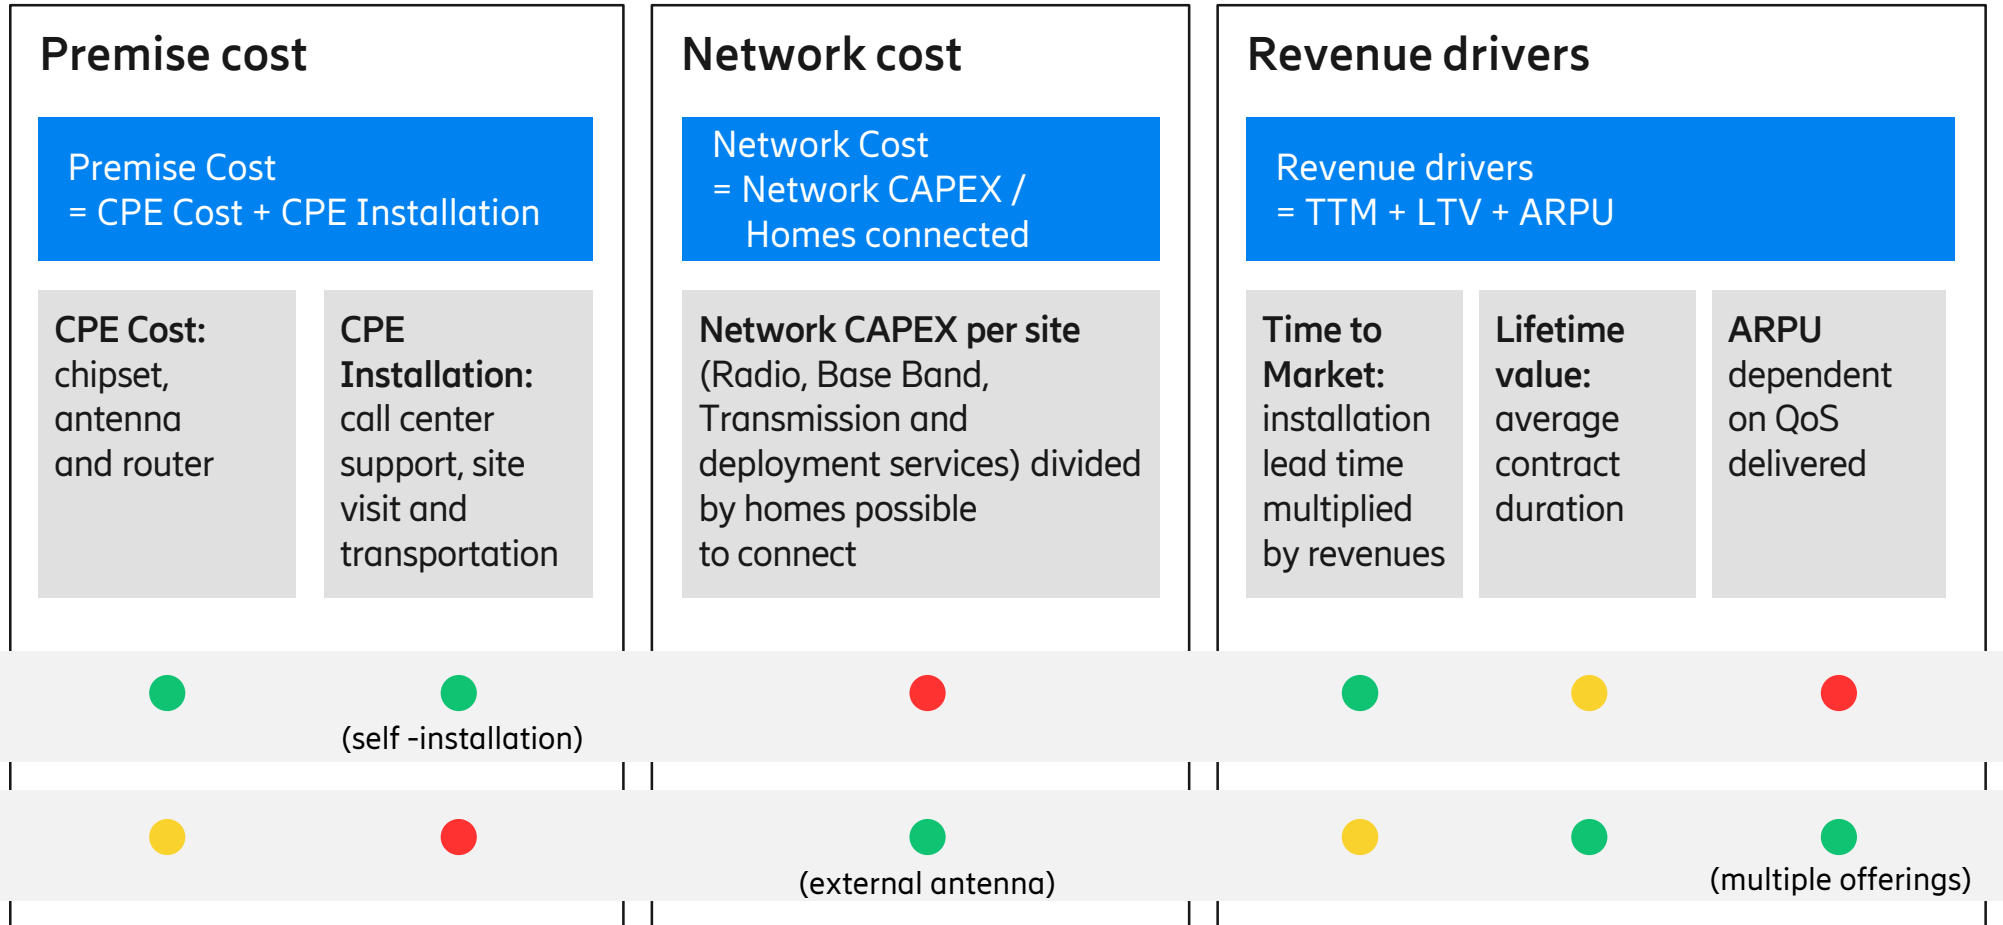 Premise cost
Premise Cost
= CPE Cost + CPE Installation
CPE Cost:
chipset,
antenna
and router
CPE
Installation:
call center
support, site
visit and
transportation
Network cost
Network Cost
= Network CAPEX /
Homes connected
Network CAPEX per site
(Radio, Base Band,
Transmission and
deployment services) divided
by homes possible
to connect
Revenue drivers
Revenue drivers
= TTM + LTV + ARPU
Time to
Market:
installation
lead time
multiplied
by revenues
Lifetime
value:
average
contract
duration
ARPU
dependent
on QoS
delivered
(self -installation)
(external antenna)
(multiple offerings)